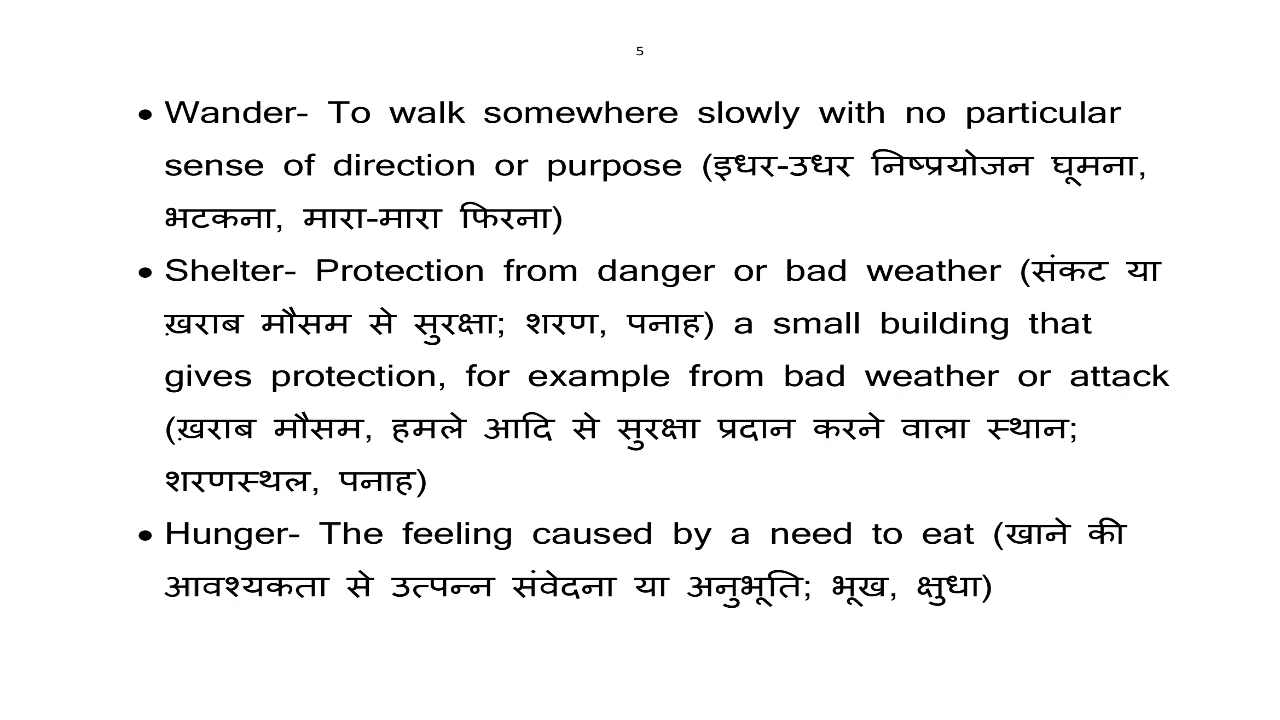 5
• Wander- To walk somewhere slowly with no particular
sense of direction or purpose (इधर-उधर निष्प्रयोजन घूमना,
भटकना, मारा-मारा फिरना)
• Shelter- Protection from danger or bad weather (संकट या
ख़राब मौसम से सुरक्षा; शरण, पनाह) a small building that
gives protection, for example from bad weather or attack
(ख़राब मौसम, हमले आदि से सुरक्षा प्रदान करने वाला स्थान;
शरणस्थल, पनाह)
• Hunger- The feeling caused by a need to eat (खाने की
आवश्यकता से उत्पन्न संवेदना या अनुभूति; भूख, क्षुधा)